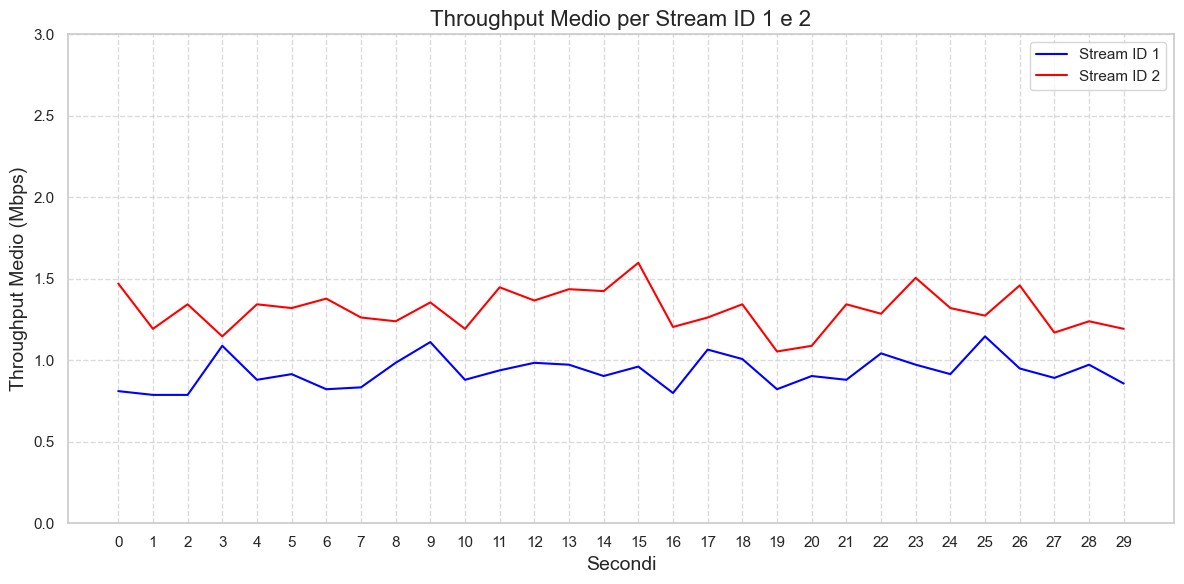 Throughput Medio per Stream ID 1 e 2
Stream ID 1
Stream ID 2
Throughput Medio (Mbps)
3.0
2.5
2.0
1.5
1.0
0.5
0.0
0 1 2 3 4 5 6 7 8 9 10 11 12 13 14 15 16 17 18 19 20 21 22 23 24 25 26 27 28 29
Secondi